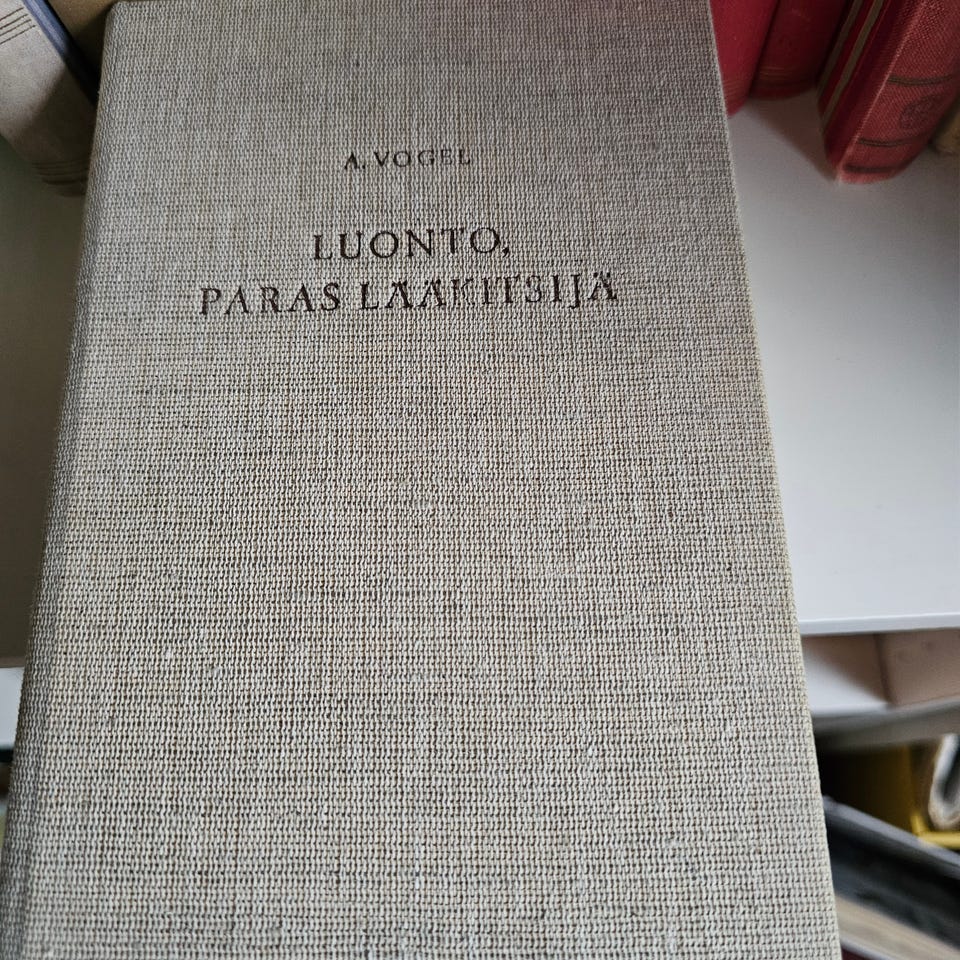 A. VOGEL
LUONTO,
PARAS LÄÄKITSIJÄ